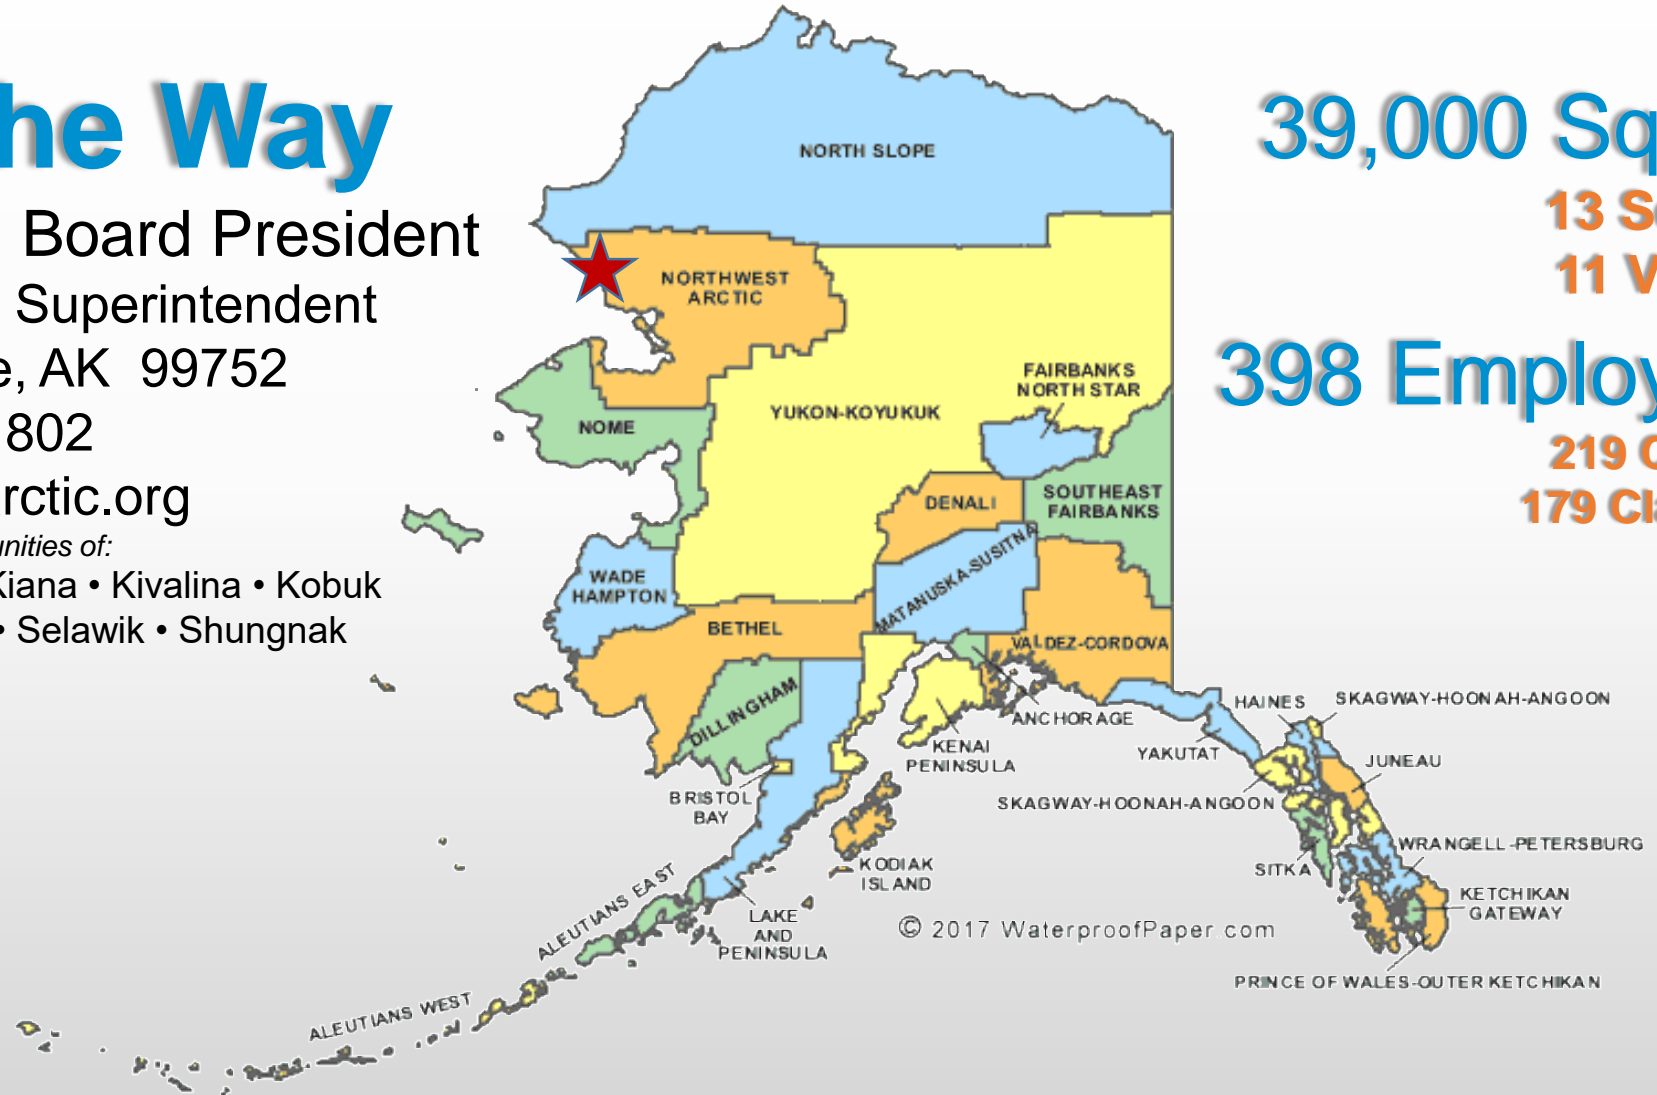 he Way
Board President
Superintendent
e, AK 99752
802
rctic.org
unities of:
Kiana • Kivalina • Kobuk
• Selawik • Shungnak
NORTH SLOPE
NORTHWEST
ARCTIC
FAIRBANKS
NORTH STAR
YUKON-KOYUKUK
NOME
DENALI
SOUTHEAST
FAIRBANKS
MATANUSKA-SUSITNA
WADE
HAMPTON
BETHEL
VALDEZ-CORDOVA
DILLINGHAM
ANCHORAGE
KENAI
PENINSULA
BRISTOL
BAY
HAINES
SKAGWAY-HOONAH-ANGOON
YAKUTAT
JUNEAU
SKAGWAY-HOONAH-ANGOON
WRANGELL-PETERSBURG
SITKA
KODIAK
ISLAND
KETCHIKAN
GATEWAY
ALEUTIANS EAST
LAKE
AND
PENINSULA
© 2017 WaterproofPaper.com
PRINCE OF WALES-OUTER KETCHIKAN
ALEUTIANS WEST
39,000 Sq
13 S
11 V
398 Employ
219 C
179 Cla